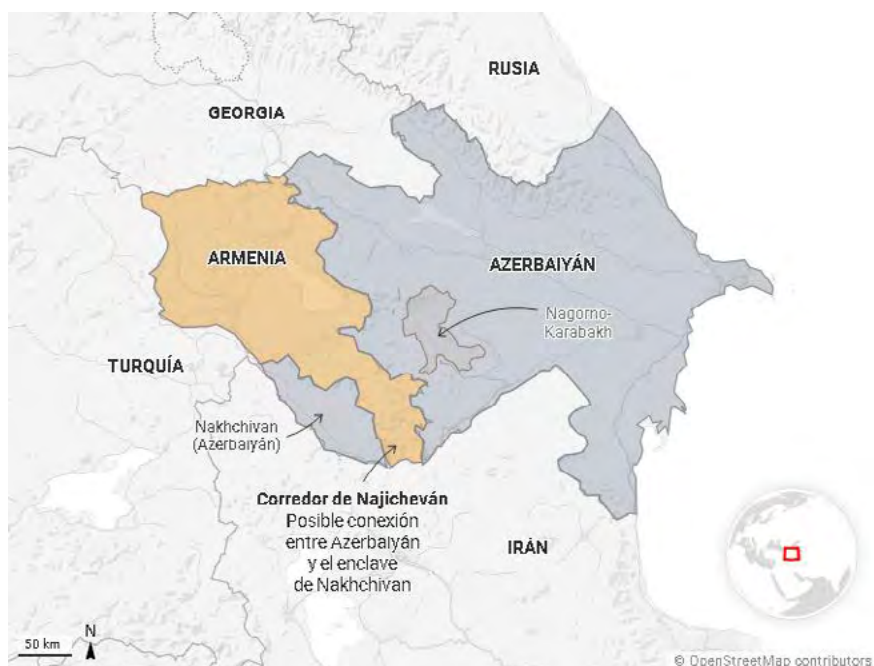 RUSIA
GEORGIA
ARMENIA
AZERBAIYÁN
Nagorno-
Karabakh
TURQUÍA
Nakhchivan
(Azerbaiyán)
Corredor de Najicheván
Posible conexión
entre Azerbaiyán
y el enclave
de Nakhchivan
IRÁN
50 km
N
© OpenStreetMap contributors